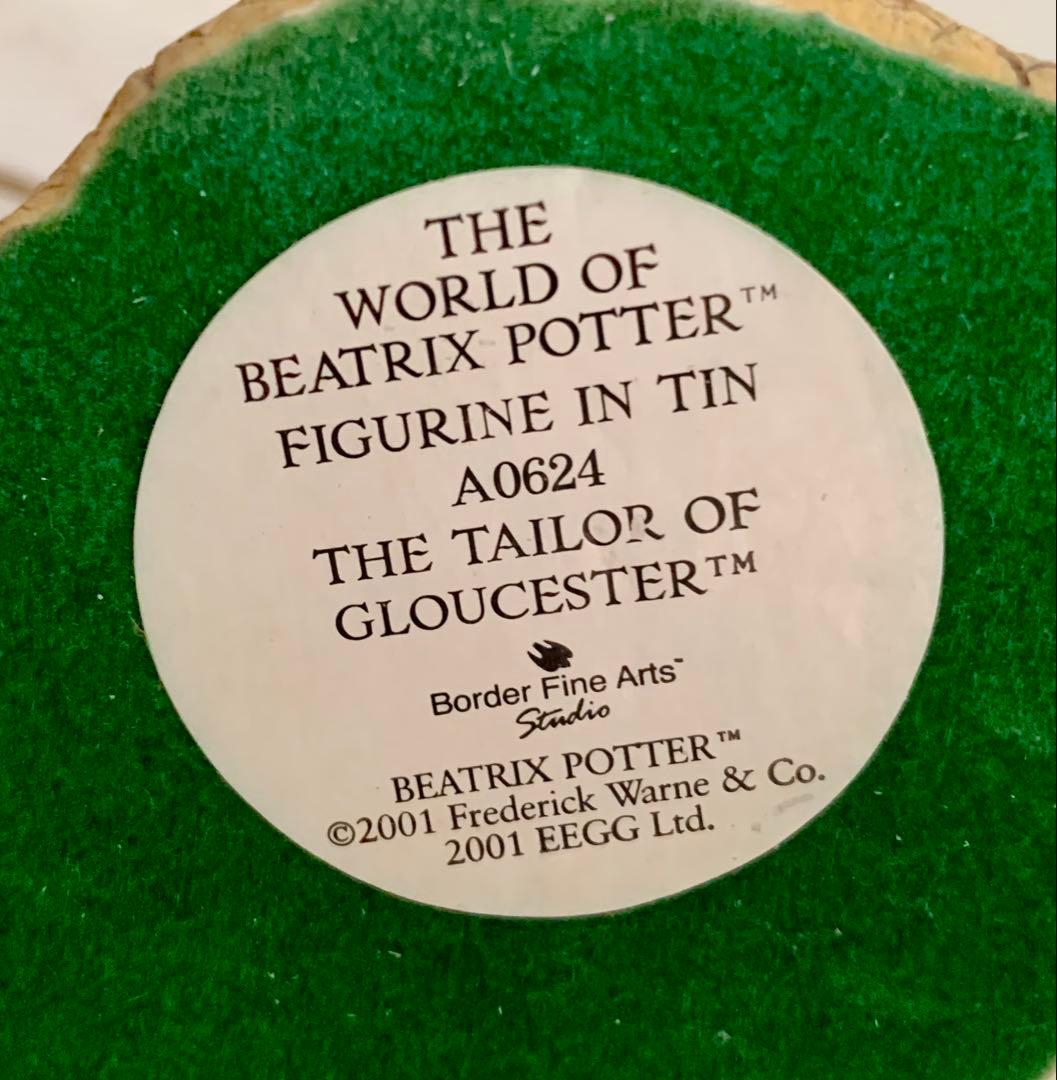 THE
WORLD OF
BEATRIX POTTER™
FIGURINE IN TIN
A0624
THE TAILOR OF
GLOUCESTER™
Border Fine Arts™
Studio
BEATRIX POTTER™
©2001 Frederick Warne & Co.
2001 EEGG Ltd.